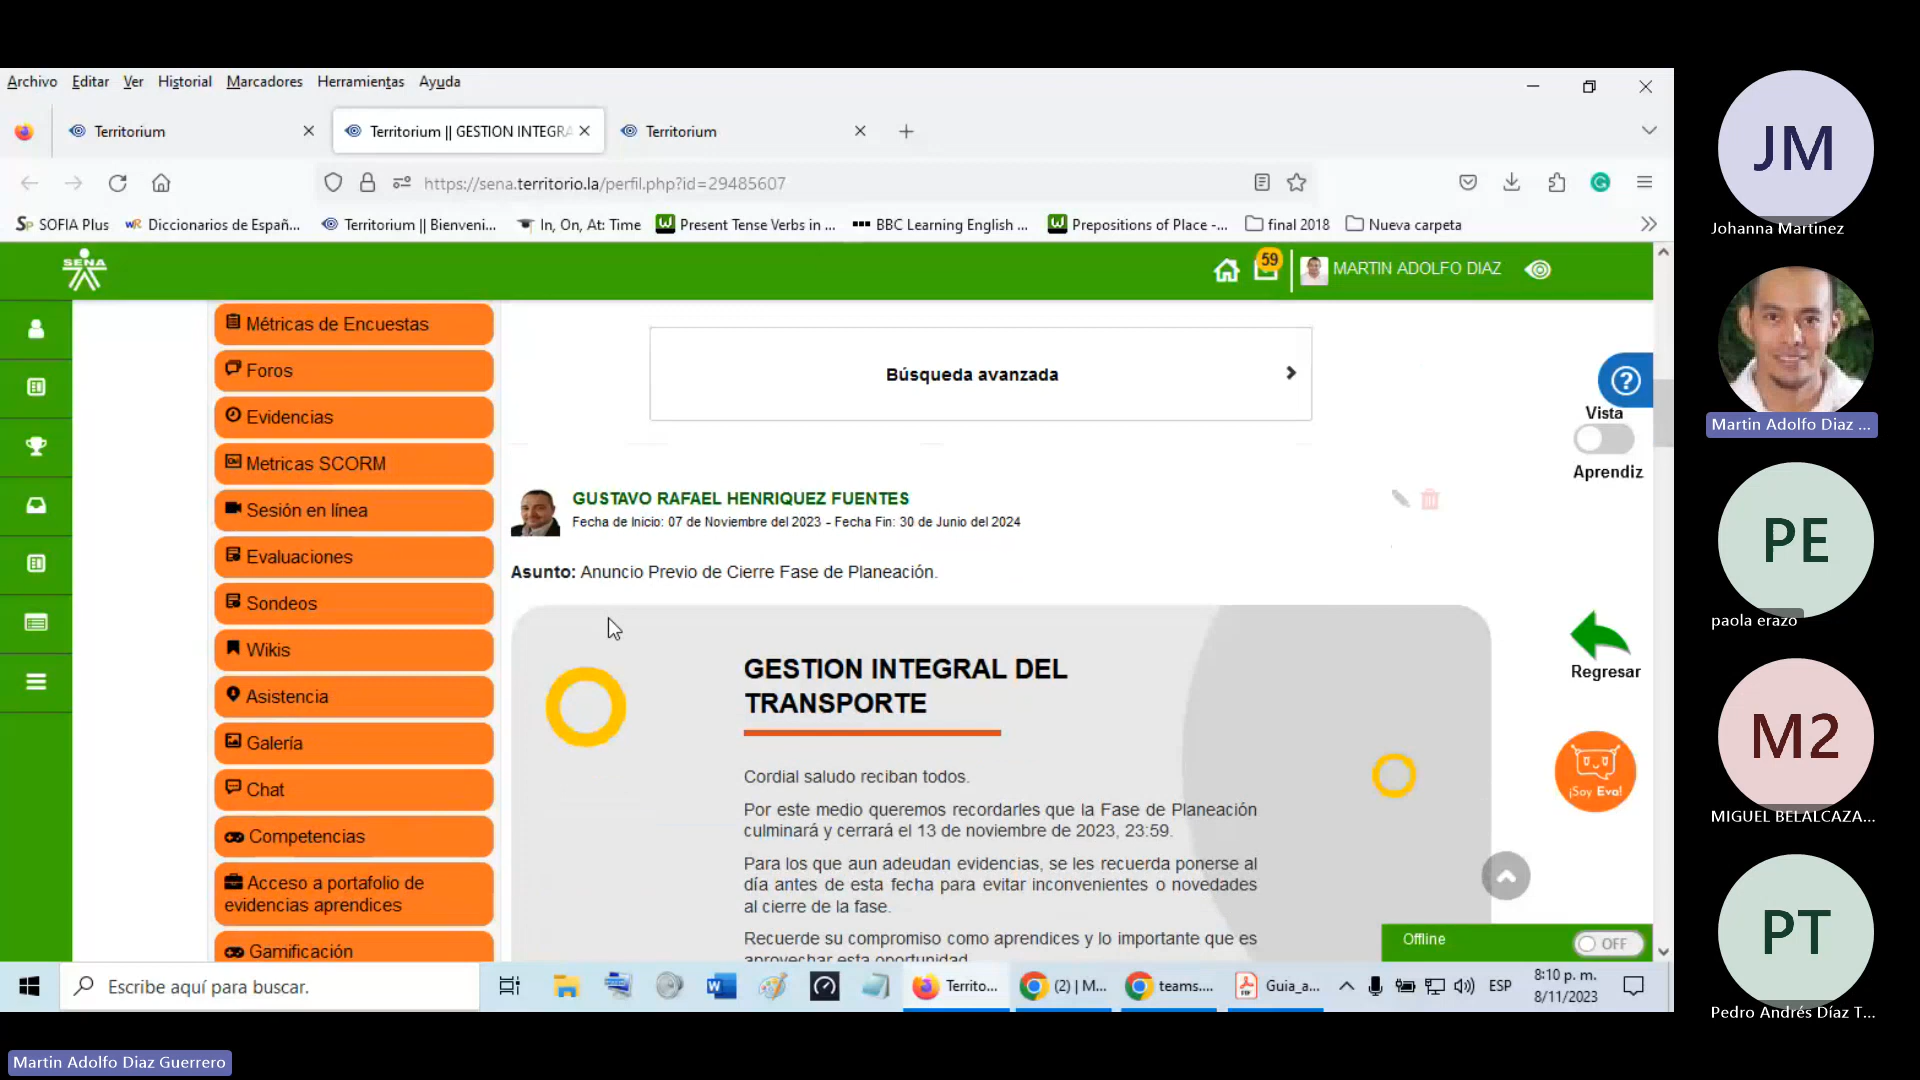 Archivo Editar Ver Historial Marcadores Herramientas Ayuda
Territorium
Territorium || GESTION INTEGRA
Territorium
https://sena.territorio.la/perfil.php?id=29485607
SOFIA Plus
Diccionarios de Españ...
Territorium || Bienveni...
In, On, At: Time
Present Tense Verbs in ...
BBC Learning English ...
Prepositions of Place -...
final 2018
Nueva carpeta
SENA
59
MARTIN ADOLFO DIAZ
Métricas de Encuestas
Foros
Evidencias
Metricas SCORM
Sesión en línea
Evaluaciones
Sondeos
Wikis
Asistencia
Galería
Chat
Competencias
Acceso a portafolio de
evidencias aprendices
Gamificación
Búsqueda avanzada
GUSTAVO RAFAEL HENRIQUEZ FUENTES
Fecha de Inicio: 07 de Noviembre del 2023 - Fecha Fin: 30 de Junio del 2024
Asunto: Anuncio Previo de Cierre Fase de Planeación.
GESTION INTEGRAL DEL
TRANSPORTE
Cordial saludo reciban todos.
Por este medio queremos recordarles que la Fase de Planeación
culminará y cerrará el 13 de noviembre de 2023, 23:59.
Para los que aun adeudan evidencias, se les recuerda ponerse al
día antes de esta fecha para evitar inconvenientes o novedades
al cierre de la fase.
Recuerde su compromiso como aprendices y lo importante que es
aprovechar esta oportunidad.
Vista
Aprendiz
Regresar
¡Soy Eva!
Offline
OFF
Escribe aquí para buscar.
Territo...
(2) | M...
teams....
Guia_a...
ESP
8:10 p. m.
8/11/2023
JM
Johanna Martinez
Martin Adolfo Diaz ...
PE
paola erazo
M2
MIGUEL BELALCAZA...
PT
Pedro Andrés Díaz T...
Martin Adolfo Diaz Guerrero